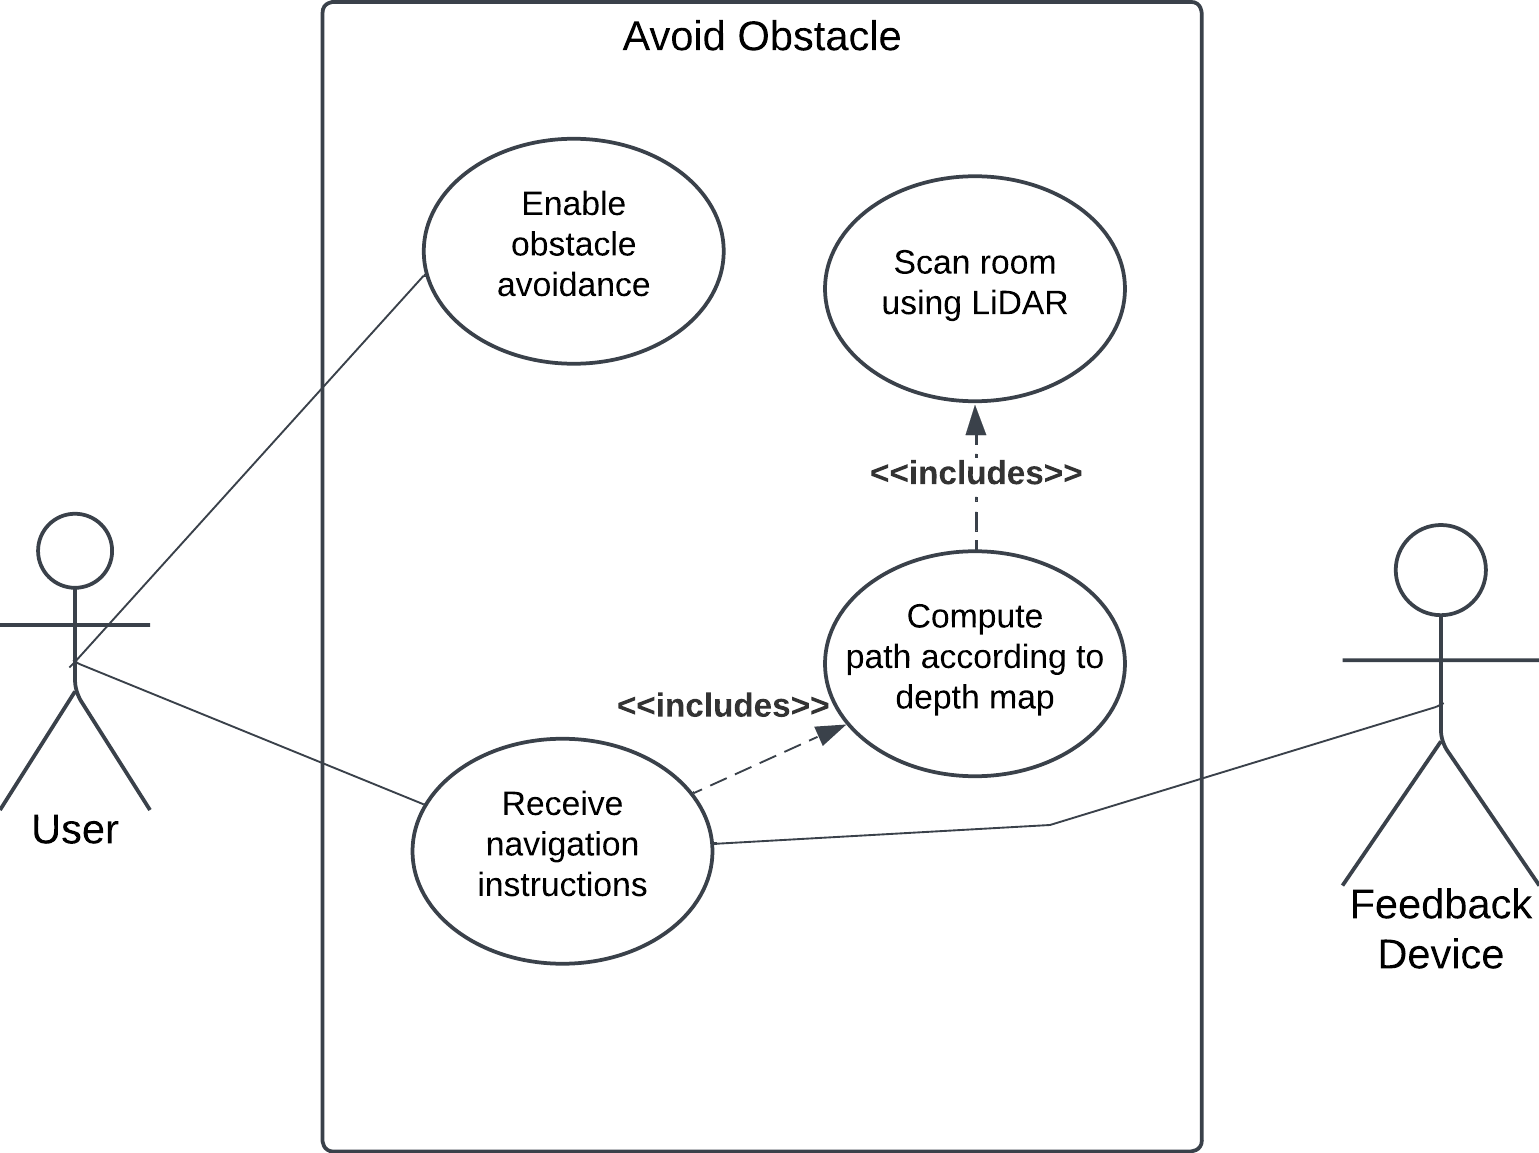 Avoid Obstacle
Enable
obstacle
avoidance
Scan room
using LiDAR
<<includes>>
Compute
path according to
depth map
<<includes>>
Receive
navigation
instructions
User
Feedback
Device